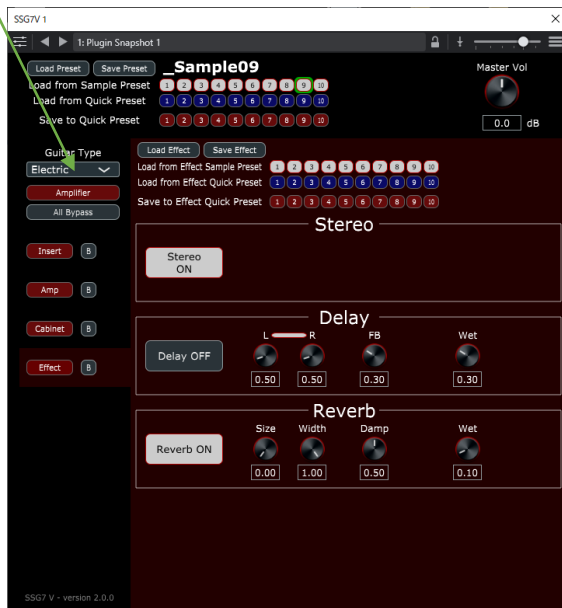 SSG7V 1
1: Plugin Snapshot 1
Load Preset Save Preset _Sample09 Master Vol
Load from Sample Preset 1 2 3 4 5 6 7 8 9 10
Load from Quick Preset 1 2 3 4 5 6 7 8 9 10
Save to Quick Preset 1 2 3 4 5 6 7 8 9 10
0.0 dB
Guitar Type
Electric
Amplifier
All Bypass
Insert B
Amp B
Cabinet B
Effect B
Load Effect Save Effect
Load from Effect Sample Preset 1 2 3 4 5 6 7 8 9 10
Load from Effect Quick Preset 1 2 3 4 5 6 7 8 9 10
Save to Effect Quick Preset 1 2 3 4 5 6 7 8 9 10
Stereo
Stereo
ON
Delay
L R FB Wet
Delay OFF
0.50 0.50 0.30 0.30
Reverb
Size Width Damp Wet
Reverb ON
0.00 1.00 0.50 0.10
SSG7 V - version 2.0.0